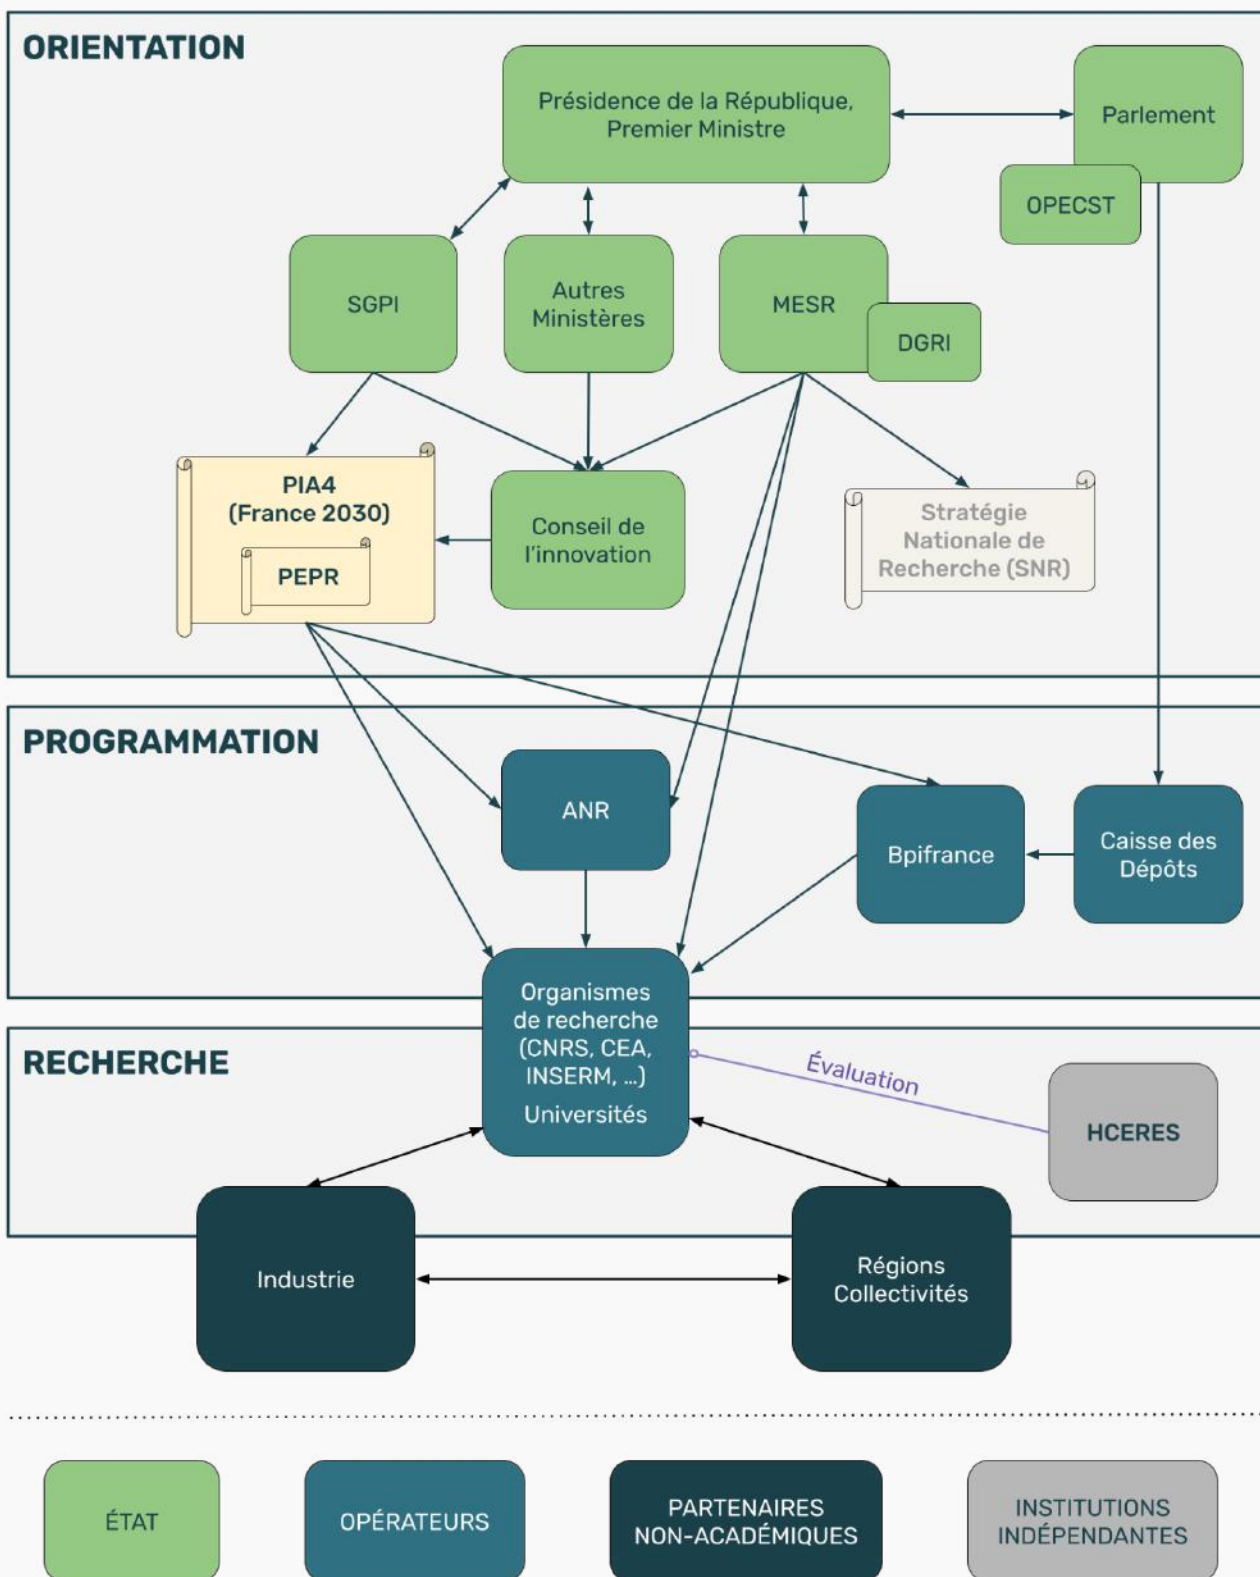 ORIENTATION
Présidence de la République,
Premier Ministre
Parlement
OPECST
SGPI
Autres
Ministères
MESR
DGRI
PIA4
(France 2030)
PEPR
Conseil de
l'innovation
Stratégie
Nationale de
Recherche (SNR)
PROGRAMMATION
ANR
Bpifrance
Caisse des
Dépôts
Organismes
de recherche
(CNRS, CEA,
INSERM, ...)
Universités
RECHERCHE
Évaluation
HCERES
Industrie
Régions
Collectivités
ÉTAT
OPÉRATEURS
PARTENAIRES
NON-ACADÉMIQUES
INSTITUTIONS
INDÉPENDANTES